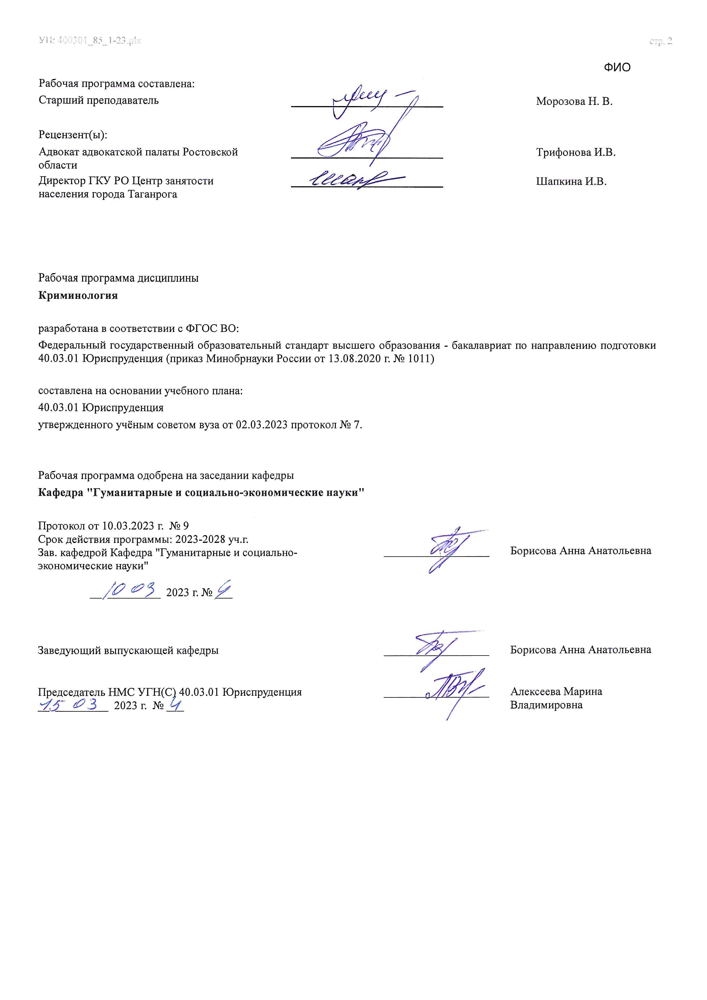 УП: 400301_85_1-23.plx
стр. 2
ФИО
Рабочая программа составлена:
Старший преподаватель
Морозова Н. В.
Рецензент(ы):
Адвокат адвокатской палаты Ростовской
области
Трифонова И.В.
Директор ГКУ РО Центр занятости
населения города Таганрога
Шапкина И.В.
Рабочая программа дисциплины
Криминология
разработана в соответствии с ФГОС ВО:
Федеральный государственный образовательный стандарт высшего образования - бакалавриат по направлению подготовки
40.03.01 Юриспруденция (приказ Минобрнауки России от 13.08.2020 г. № 1011)
составлена на основании учебного плана:
40.03.01 Юриспруденция
утвержденного учёным советом вуза от 02.03.2023 протокол № 7.
Рабочая программа одобрена на заседании кафедры
Кафедра "Гуманитарные и социально-экономические науки"
Протокол от 10.03.2023 г. № 9
Срок действия программы: 2023-2028 уч.г.
Зав. кафедрой Кафедра "Гуманитарные и социально-
экономические науки"
Борисова Анна Анатольевна
10 03 2023 г. № 9
Заведующий выпускающей кафедры
Борисова Анна Анатольевна
Председатель НМС УГН(С) 40.03.01 Юриспруденция
15 03 2023 г. № 4
Алексеева Марина
Владимировна